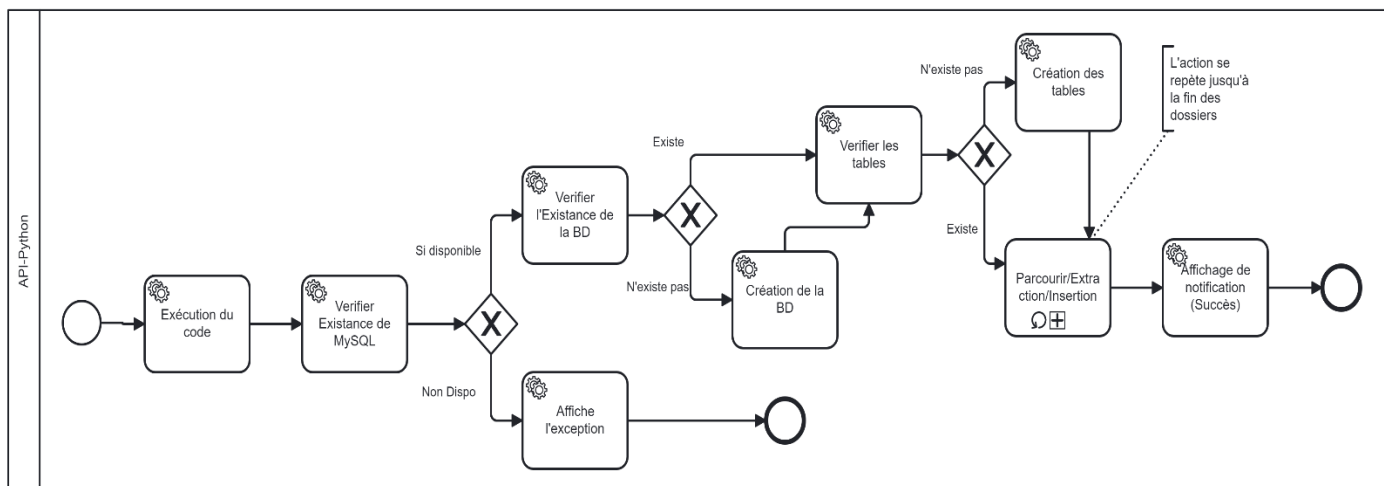 API-Python
Exécution du
code
Verifier
Existance de
MySQL
Si disponible
Non Dispo
Verifier
l'Existance de
la BD
Affiche
l'exception
Existe
N'existe pas
Création de la
BD
Verifier les
tables
N'existe pas
Existe
Création des
tables
L'action se
repète jusqu'à
la fin des
dossiers
Parcourir/Extra
ction/Insertion
Affichage de
notification
(Succès)